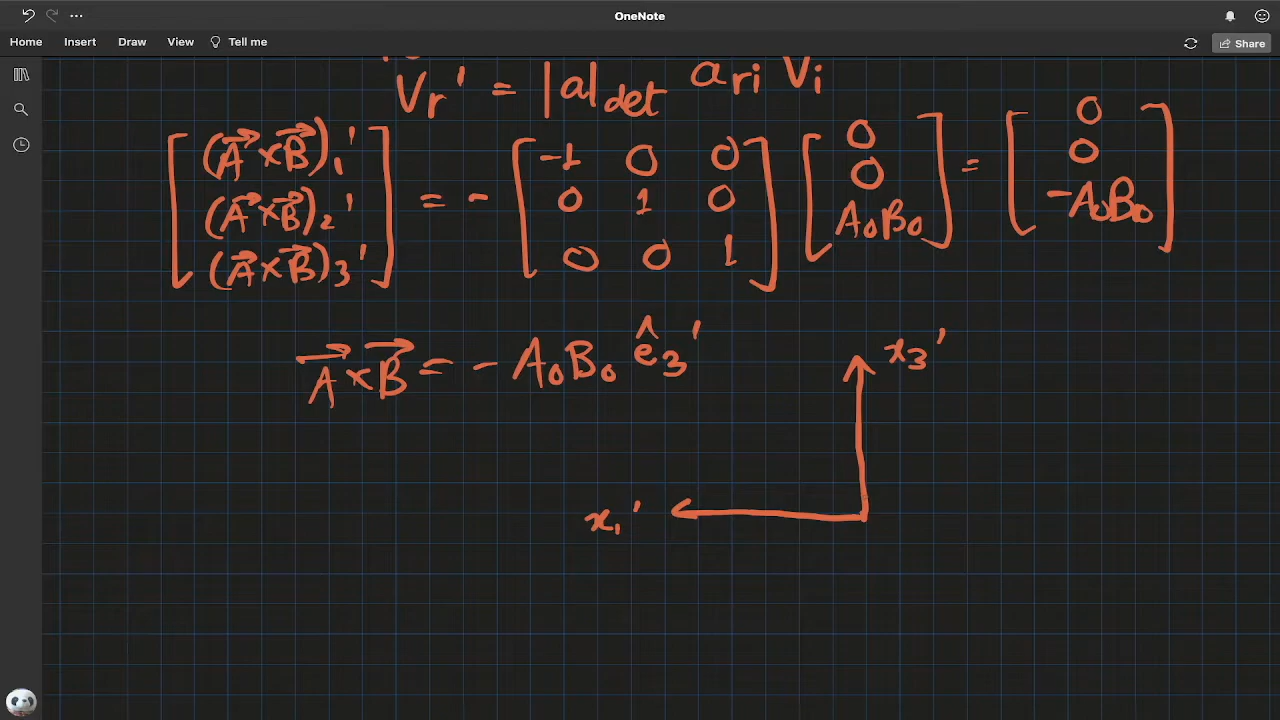 OneNote
Home Insert Draw View Tell me Share
Vr' = |a|det ari Vi
[(A⃗×B⃗)1' (A⃗×B⃗)2' (A⃗×B⃗)3'] = - [-1 0 0; 0 1 0; 0 0 1] [0 0 A0B0] = [0 0 -A0B0]
A⃗×B⃗ = - A0B0 ê3'
x3'
x1'